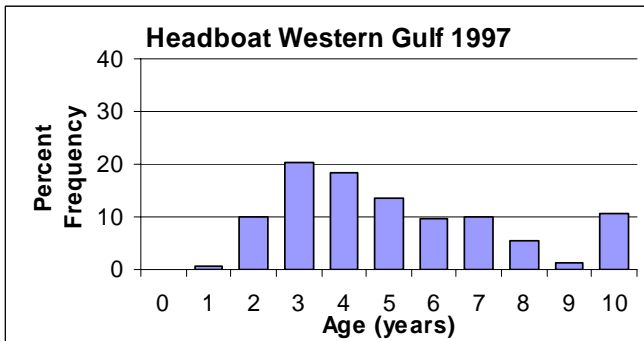 Headboat Western Gulf 1997
40
30
20
10
0
Percent
Frequency
0 1 2 3 4 5 6 7 8 9 10
Age (years)